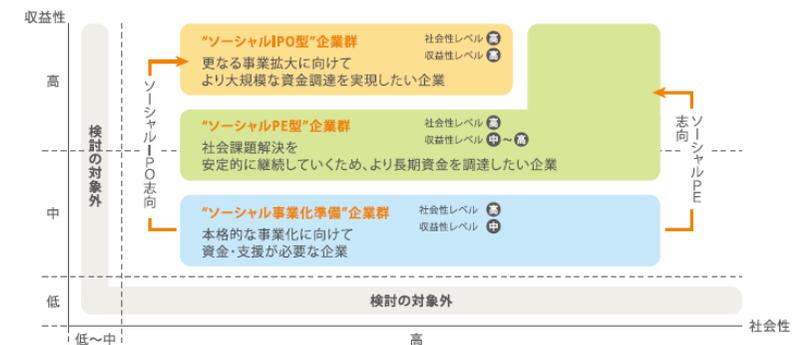 収益性
高
中
低
検討の対象外
ソーシャルIPO志向
“ソーシャルIPO型”企業群
社会性レベル 高
収益性レベル 高
更なる事業拡大に向けて
より大規模な資金調達を実現したい企業
“ソーシャルPE型”企業群
社会性レベル 高
収益性レベル 中～高
社会課題解決を
安定的に継続していくため、より長期資金を調達したい企業
“ソーシャル事業化準備”企業群
社会性レベル 高
収益性レベル 中
本格的な事業化に向けて
資金・支援が必要な企業
ソーシャルPE
志向
検討の対象外
社会性
低～中
高